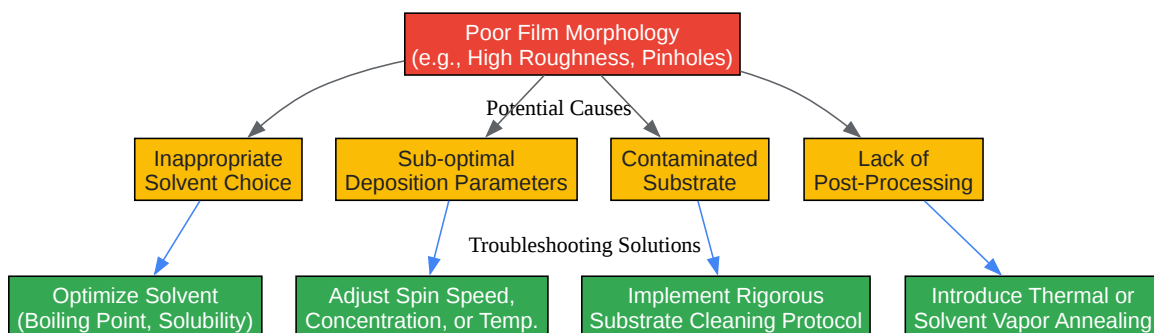 Poor Film Morphology
(e.g., High Roughness, Pinholes)
Potential Causes
Inappropriate
Solvent Choice
Sub-optimal
Deposition Parameters
Contaminated
Substrate
Lack of
Post-Processing
Troubleshooting Solutions
Optimize Solvent
(Boiling Point, Solubility)
Adjust Spin Speed,
Concentration, or Temp.
Implement Rigorous
Substrate Cleaning Protocol
Introduce Thermal or
Solvent Vapor Annealing